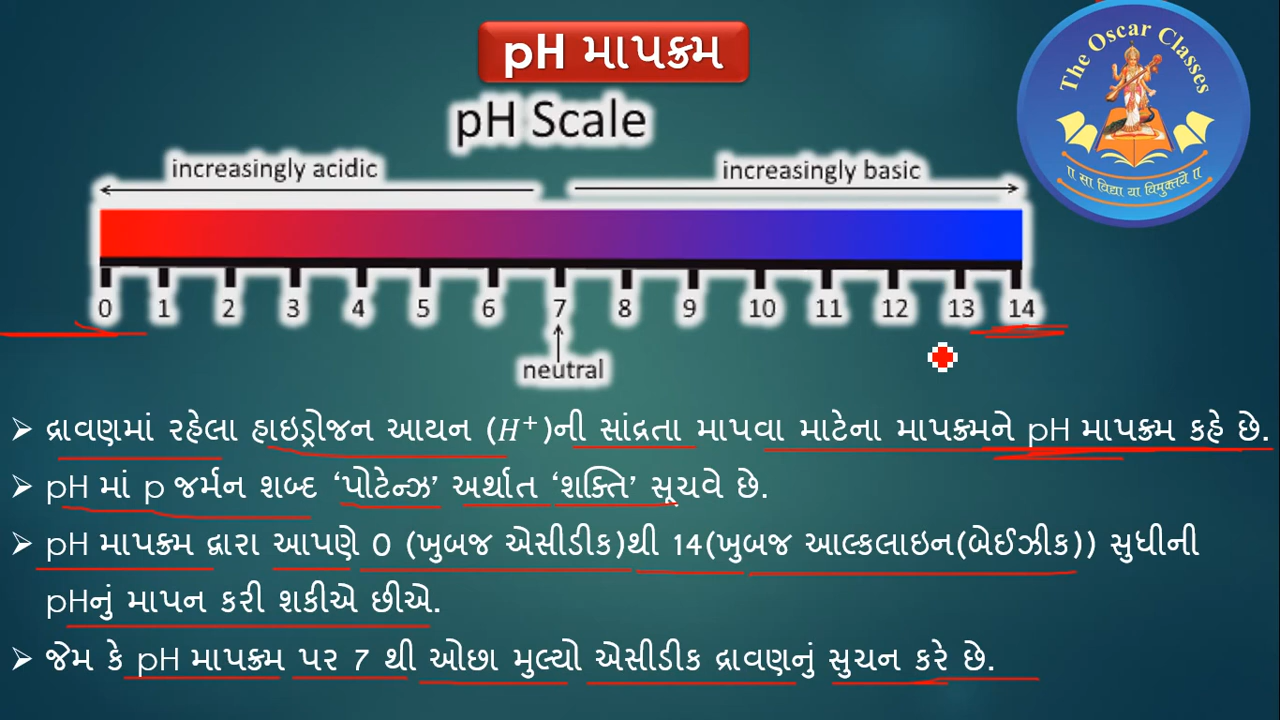 pH માપક્રમ
The Oscar Classes
pH Scale
increasingly acidic
increasingly basic
॥ सा विद्या या विमुक्तये ॥
0 1 2 3 4 5 6 7 8 9 10 11 12 13 14
neutral
➢ દ્રાવણમાં રહેલા હાઇડ્રોજન આયન (H⁺)ની સાંદ્રતા માપવા માટેના માપક્રમને pH માપક્રમ કહે છે.
➢ pH માં p જર્મન શબ્દ ‘પોટેન્ઝ’ અર્થાત ‘શક્તિ’ સૂચવે છે.
➢ pH માપક્રમ દ્વારા આપણે 0 (ખુબજ એસીડીક)થી 14(ખુબજ આલ્કલાઇન(બેઈઝીક)) સુધીની
pHનું માપન કરી શકીએ છીએ.
➢ જેમ કે pH માપક્રમ પર 7 થી ઓછા મુલ્યો એસીડીક દ્રાવણનું સુચન કરે છે.